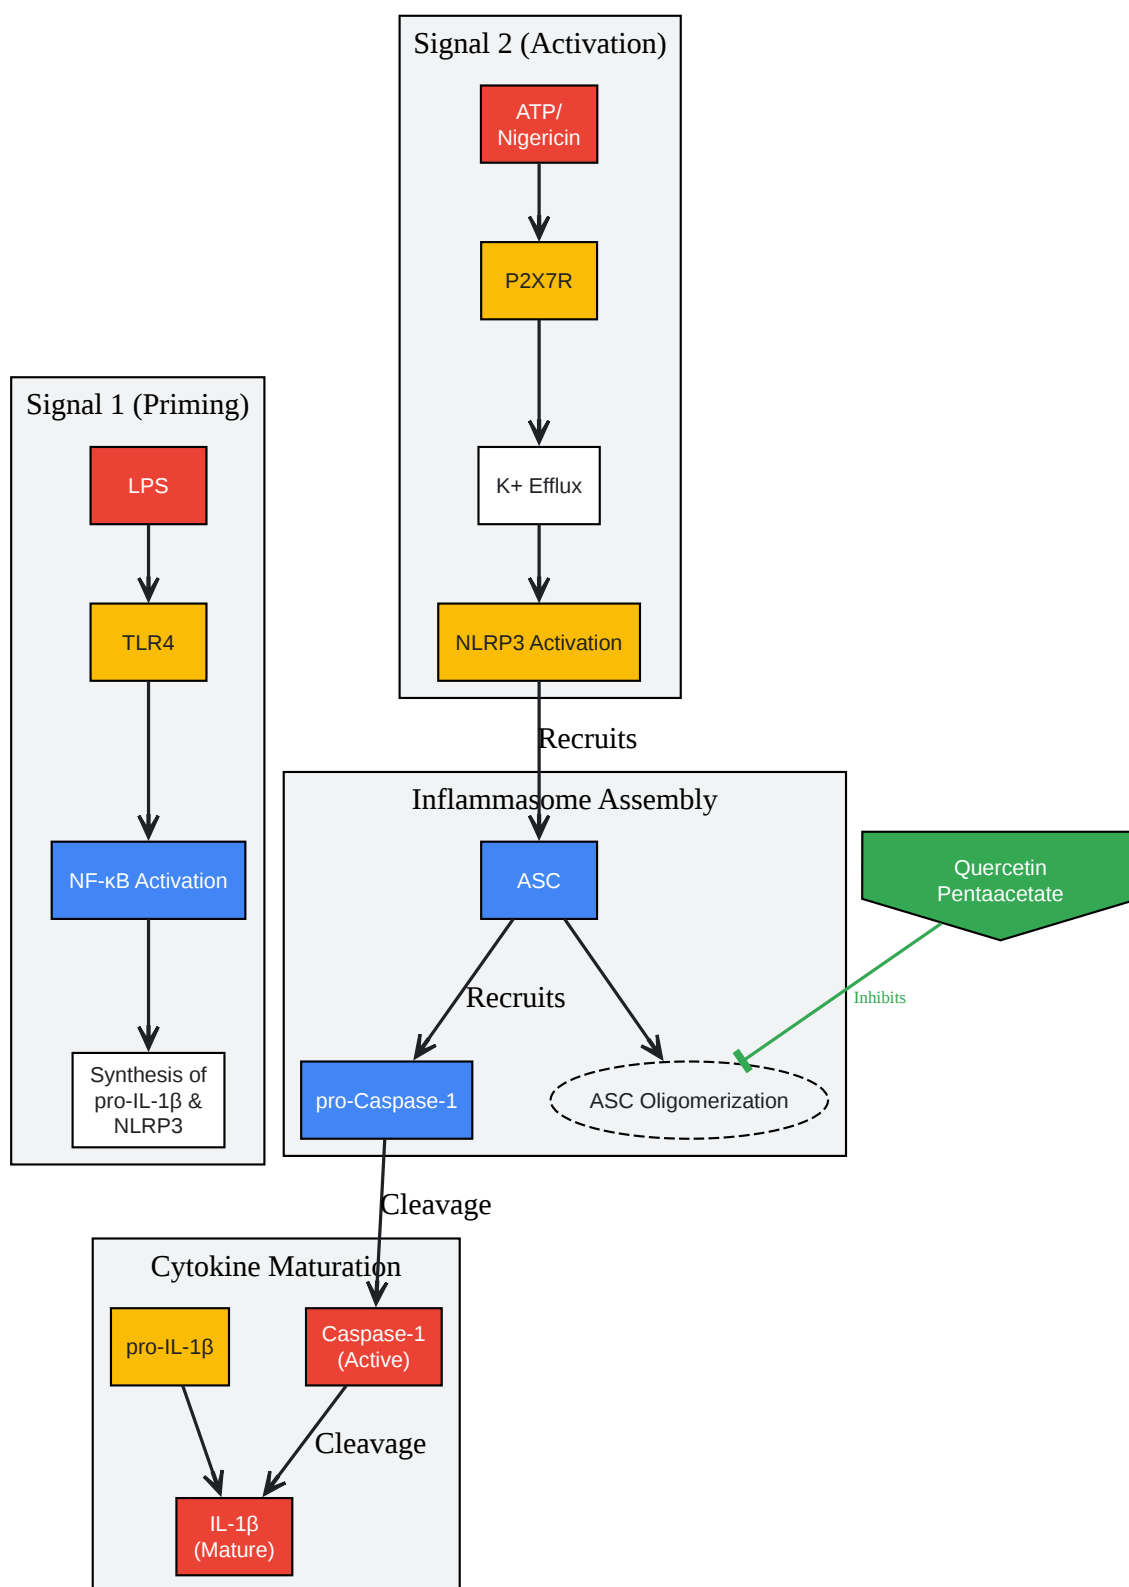 Signal 2 (Activation)
ATP/
Nigericin
P2X7R
K+ Efflux
NLRP3 Activation
Signal 1 (Priming)
LPS
TLR4
NF-κB Activation
Synthesis of
pro-IL-1β &
NLRP3
Recruits
Inflammasome Assembly
ASC
Recruits
pro-Caspase-1
ASC Oligomerization
Quercetin
Pentaacetate
Inhibits
Cleavage
Cytokine Maturation
pro-IL-1β
Caspase-1
(Active)
Cleavage
IL-1β
(Mature)